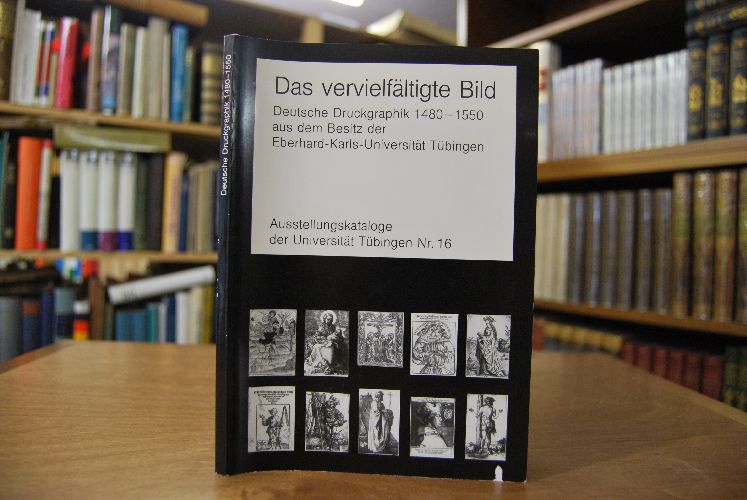 Deutsche Druckgraphik 1480-1550
Das vervielfältigte Bild
Deutsche Druckgraphik 1480-1550
aus dem Besitz der
Eberhard-Karls-Universität Tübingen
Ausstellungskataloge
der Universität Tübingen Nr. 16